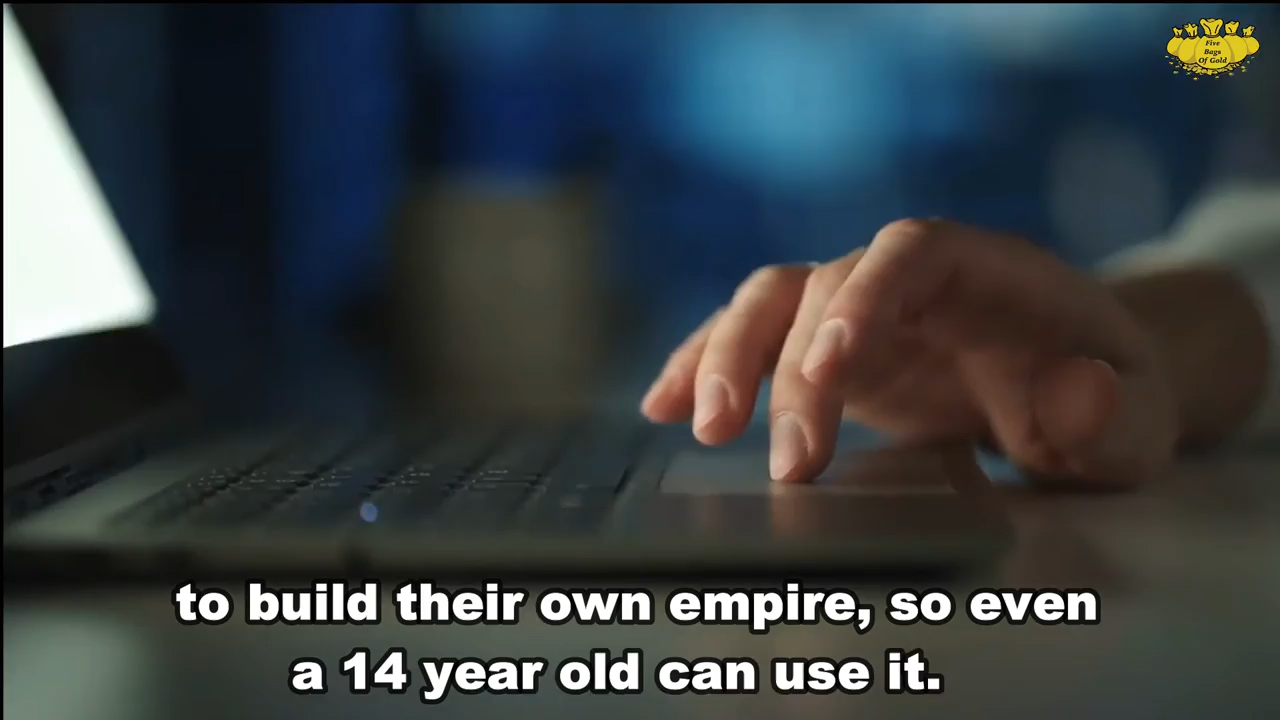 Five
Bags
Of Gold
to build their own empire, so even
a 14 year old can use it.